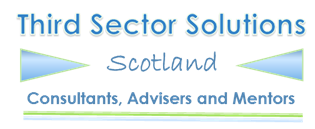 Third Sector Solutions
Scotland
Consultants, Advisers and Mentors